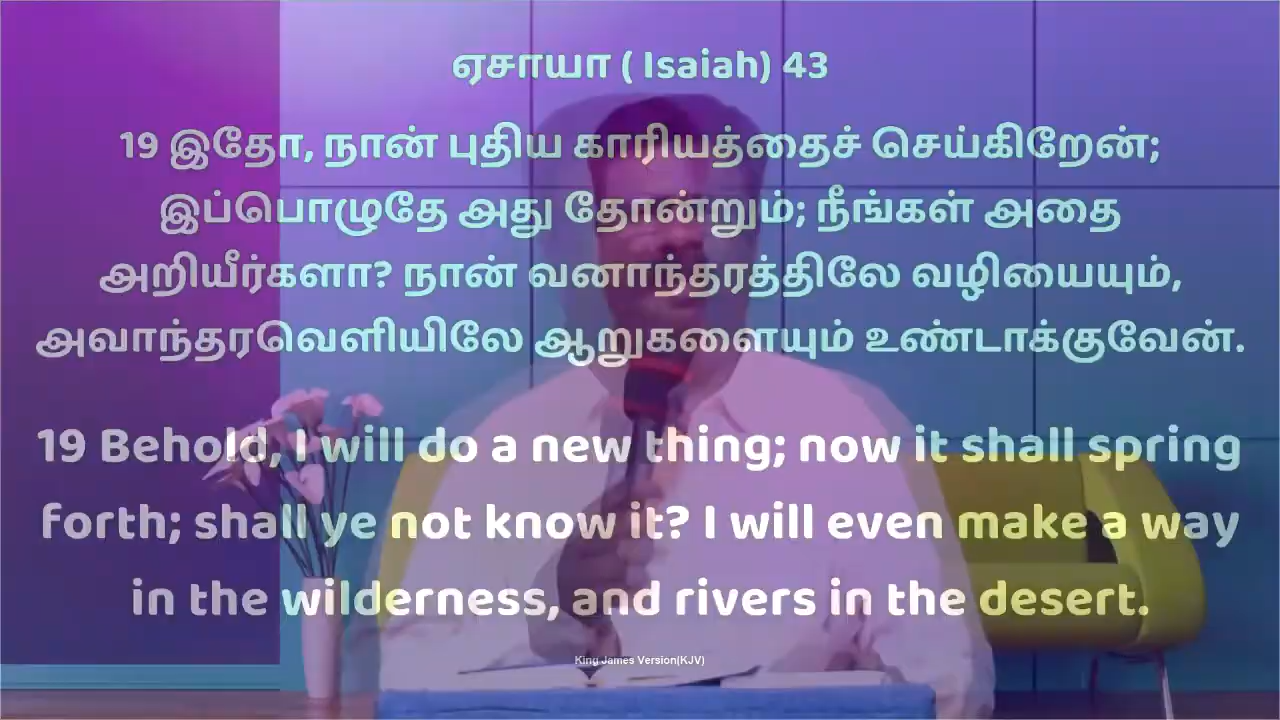 ஏசாயா ( Isaiah) 43
19 இதோ, நான் புதிய காரியத்தைச் செய்கிறேன்;
இப்பொழுதே அது தோன்றும்; நீங்கள் அதை
அறியீர்களா? நான் வனாந்தரத்திலே வழியையும்,
அவாந்தரவெளியிலே ஆறுகளையும் உண்டாக்குவேன்.
19 Behold, I will do a new thing; now it shall spring
forth; shall ye not know it? I will even make a way
in the wilderness, and rivers in the desert.
King James Version(KJV)